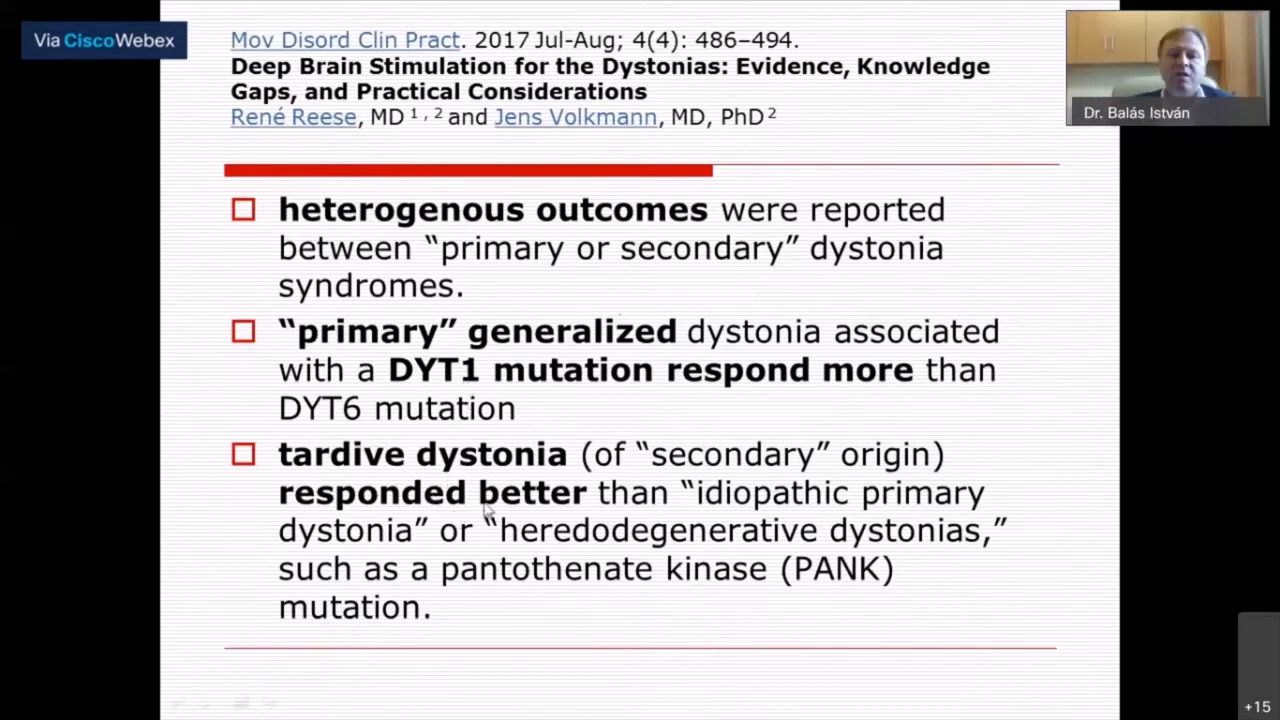 Via Cisco Webex
Mov Disord Clin Pract. 2017 Jul-Aug; 4(4): 486–494.
Deep Brain Stimulation for the Dystonias: Evidence, Knowledge
Gaps, and Practical Considerations
René Reese, MD 1, 2 and Jens Volkmann, MD, PhD 2
Dr. Balás István
heterogenous outcomes were reported
between “primary or secondary” dystonia
syndromes.
“primary” generalized dystonia associated
with a DYT1 mutation respond more than
DYT6 mutation
tardive dystonia (of “secondary” origin)
responded better than “idiopathic primary
dystonia” or “heredodegenerative dystonias,”
such as a pantothenate kinase (PANK)
mutation.
+15